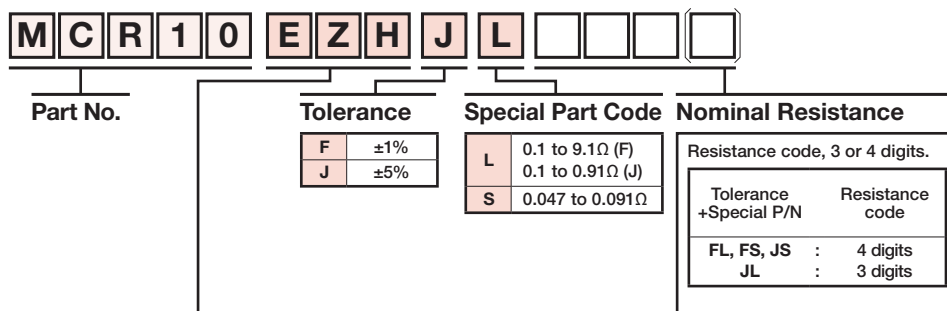 MCR10 EZH J L
Part No.
Tolerance
F ±1%
J ±5%
Special Part Code
L 0.1 to 9.1Ω (F)
0.1 to 0.91Ω (J)
S 0.047 to 0.091Ω
Nominal Resistance
Resistance code, 3 or 4 digits.
Tolerance +Special P/N Resistance code
FL, FS, JS : 4 digits
JL : 3 digits